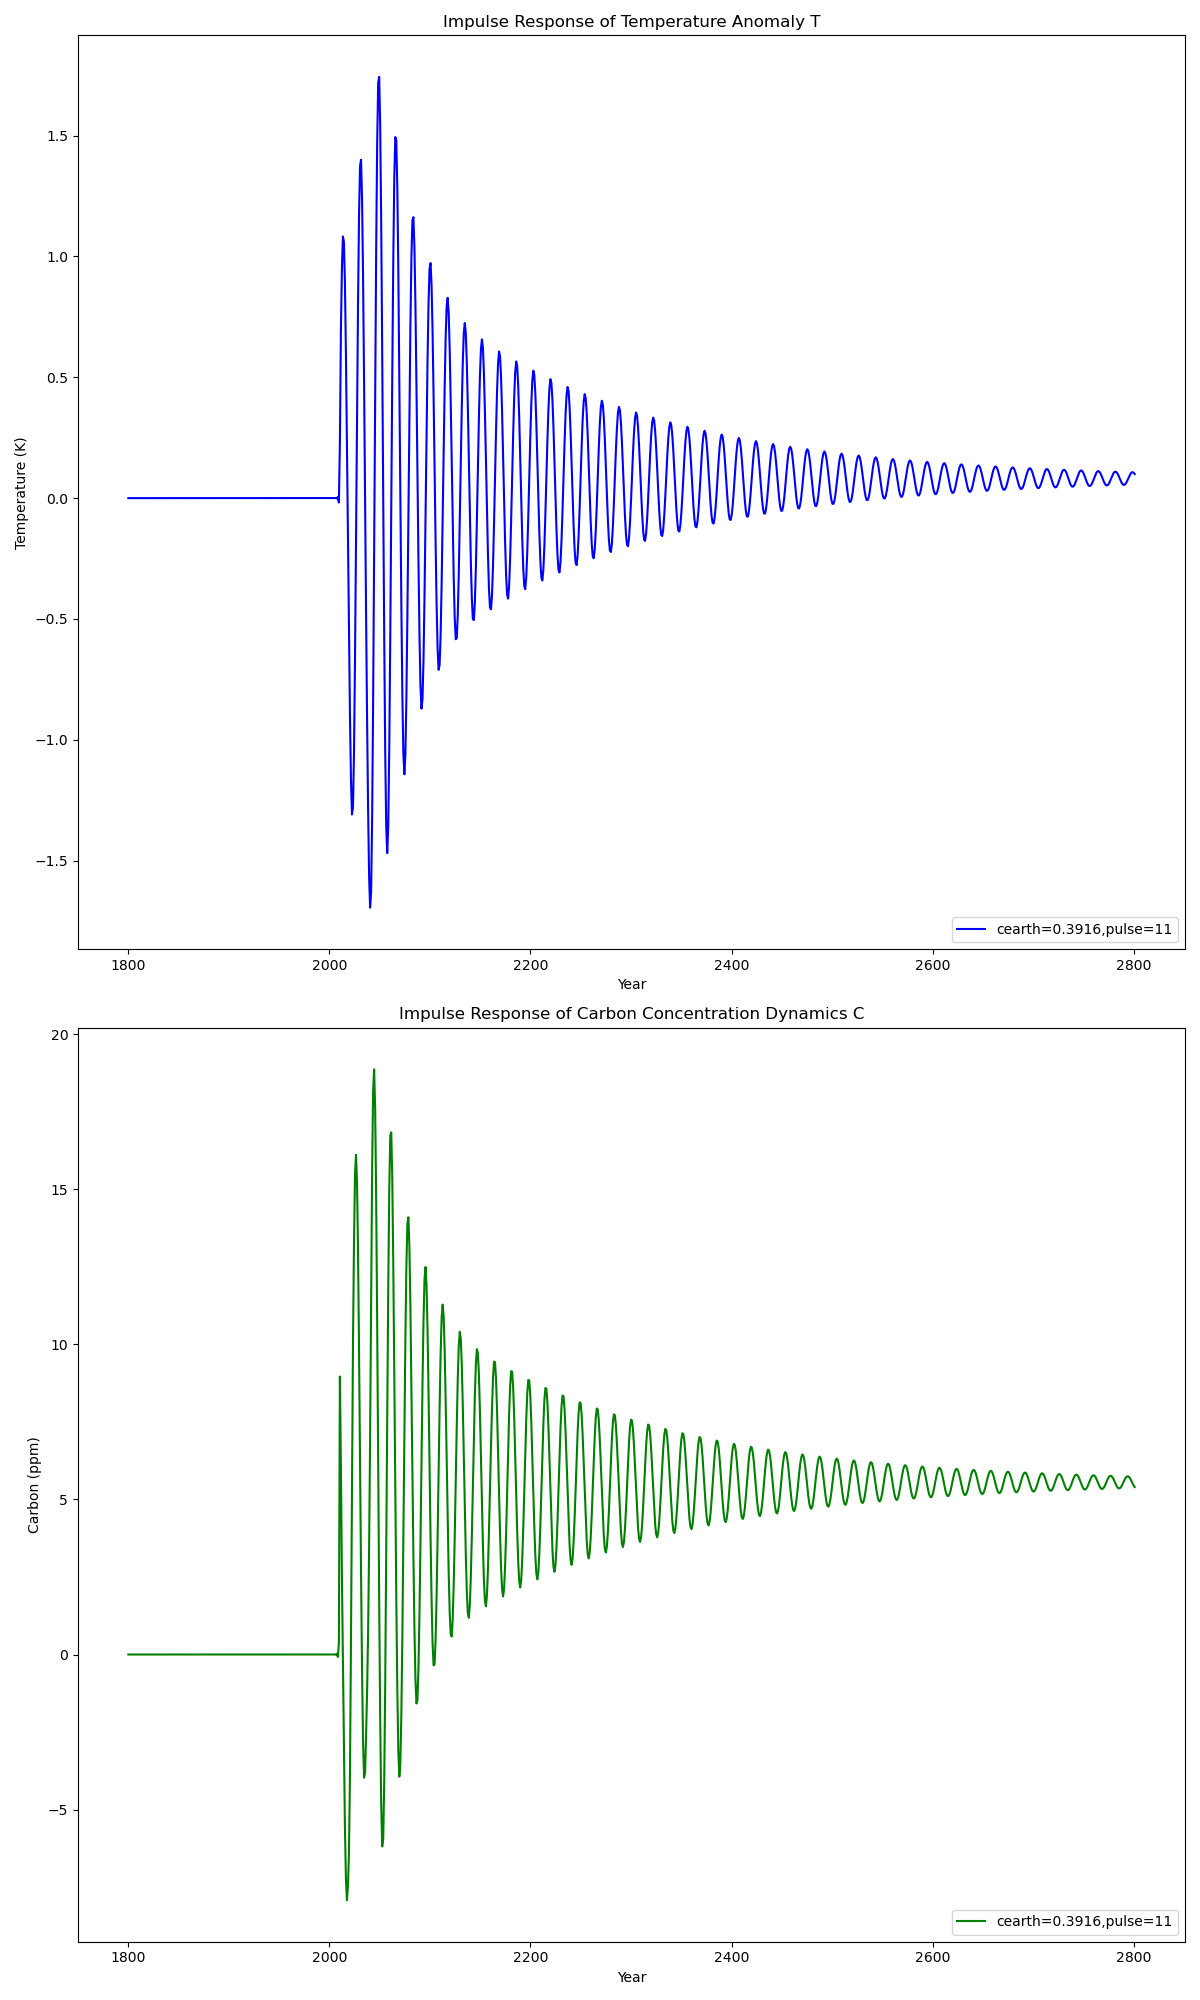 Impulse Response of Temperature Anomaly T
1.5
1.0
0.5
0.0
−0.5
−1.0
−1.5
Temperature (K)
cearth=0.3916,pulse=11
1800 2000 2200 2400 2600 2800
Year
Impulse Response of Carbon Concentration Dynamics C
20
15
10
5
0
−5
Carbon (ppm)
cearth=0.3916,pulse=11
1800 2000 2200 2400 2600 2800
Year